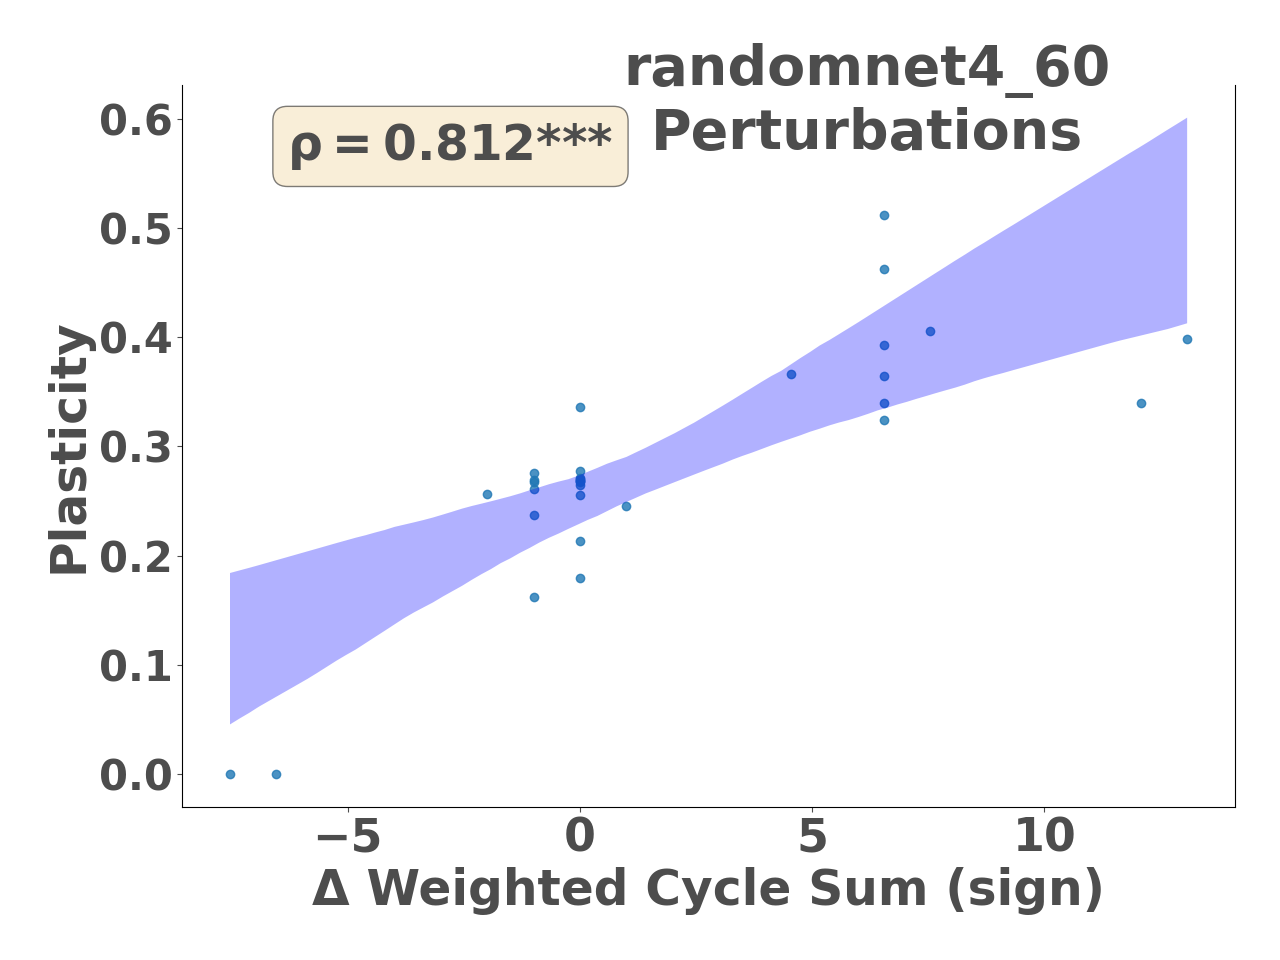 randomnet4_60
Perturbations
ρ = 0.812***
0.6
0.5
0.4
0.3
0.2
0.1
0.0
Plasticity
−5
0
5
10
Δ Weighted Cycle Sum (sign)